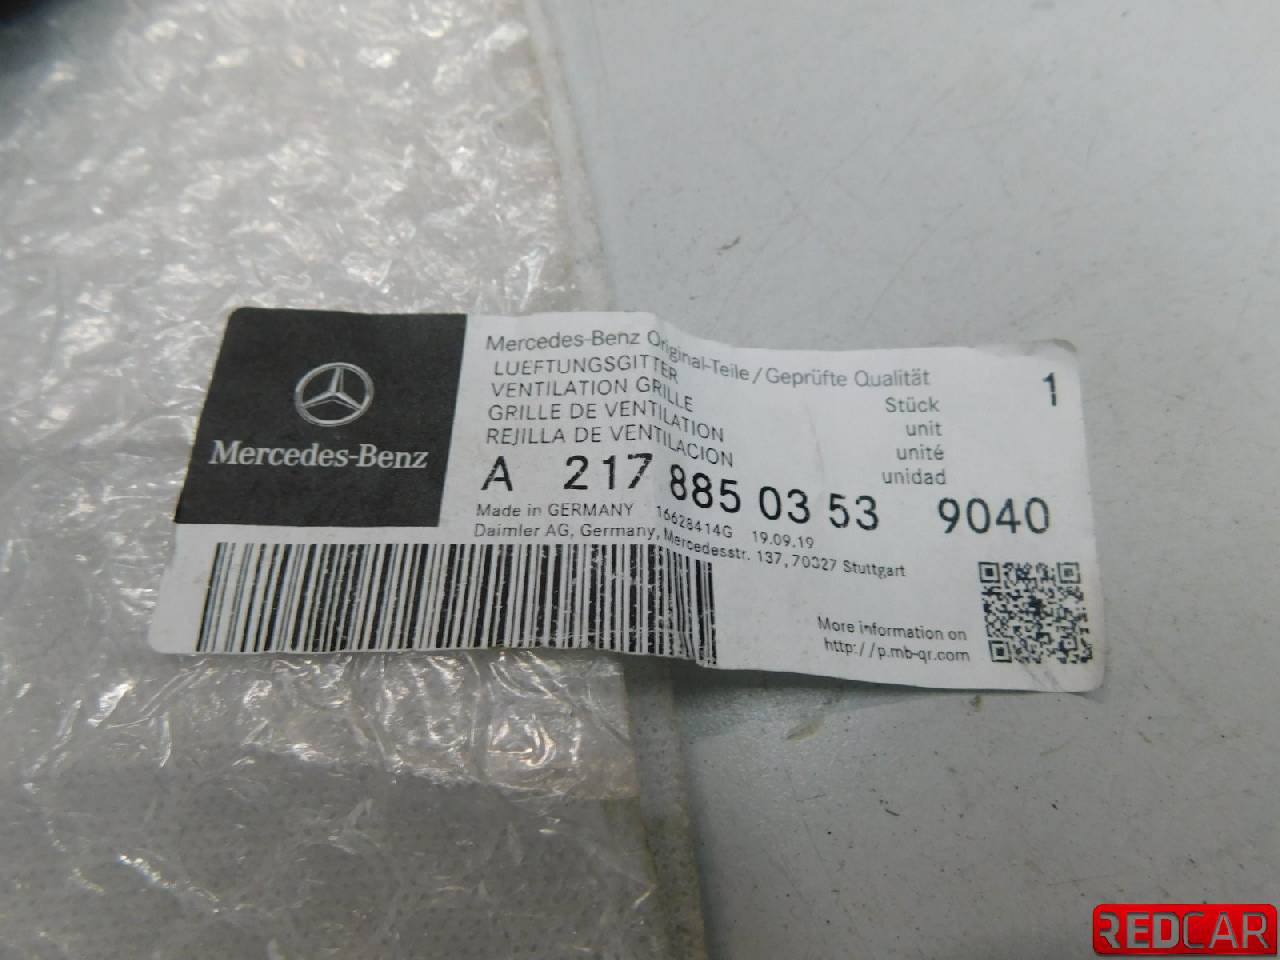 Mercedes-Benz
Mercedes-Benz Original-Teile/Geprüfte Qualität
LUEFTUNGSGITTER
VENTILATION GRILLE
GRILLE DE VENTILATION
REJILLA DE VENTILACION
Stück 1
unit
unité
unidad
A 217 885 03 53 9040
Made in GERMANY 16628414G 19.09.19
Daimler AG, Germany, Mercedesstr. 137, 70327 Stuttgart
More information on
http://p.mb-qr.com
REDCAR